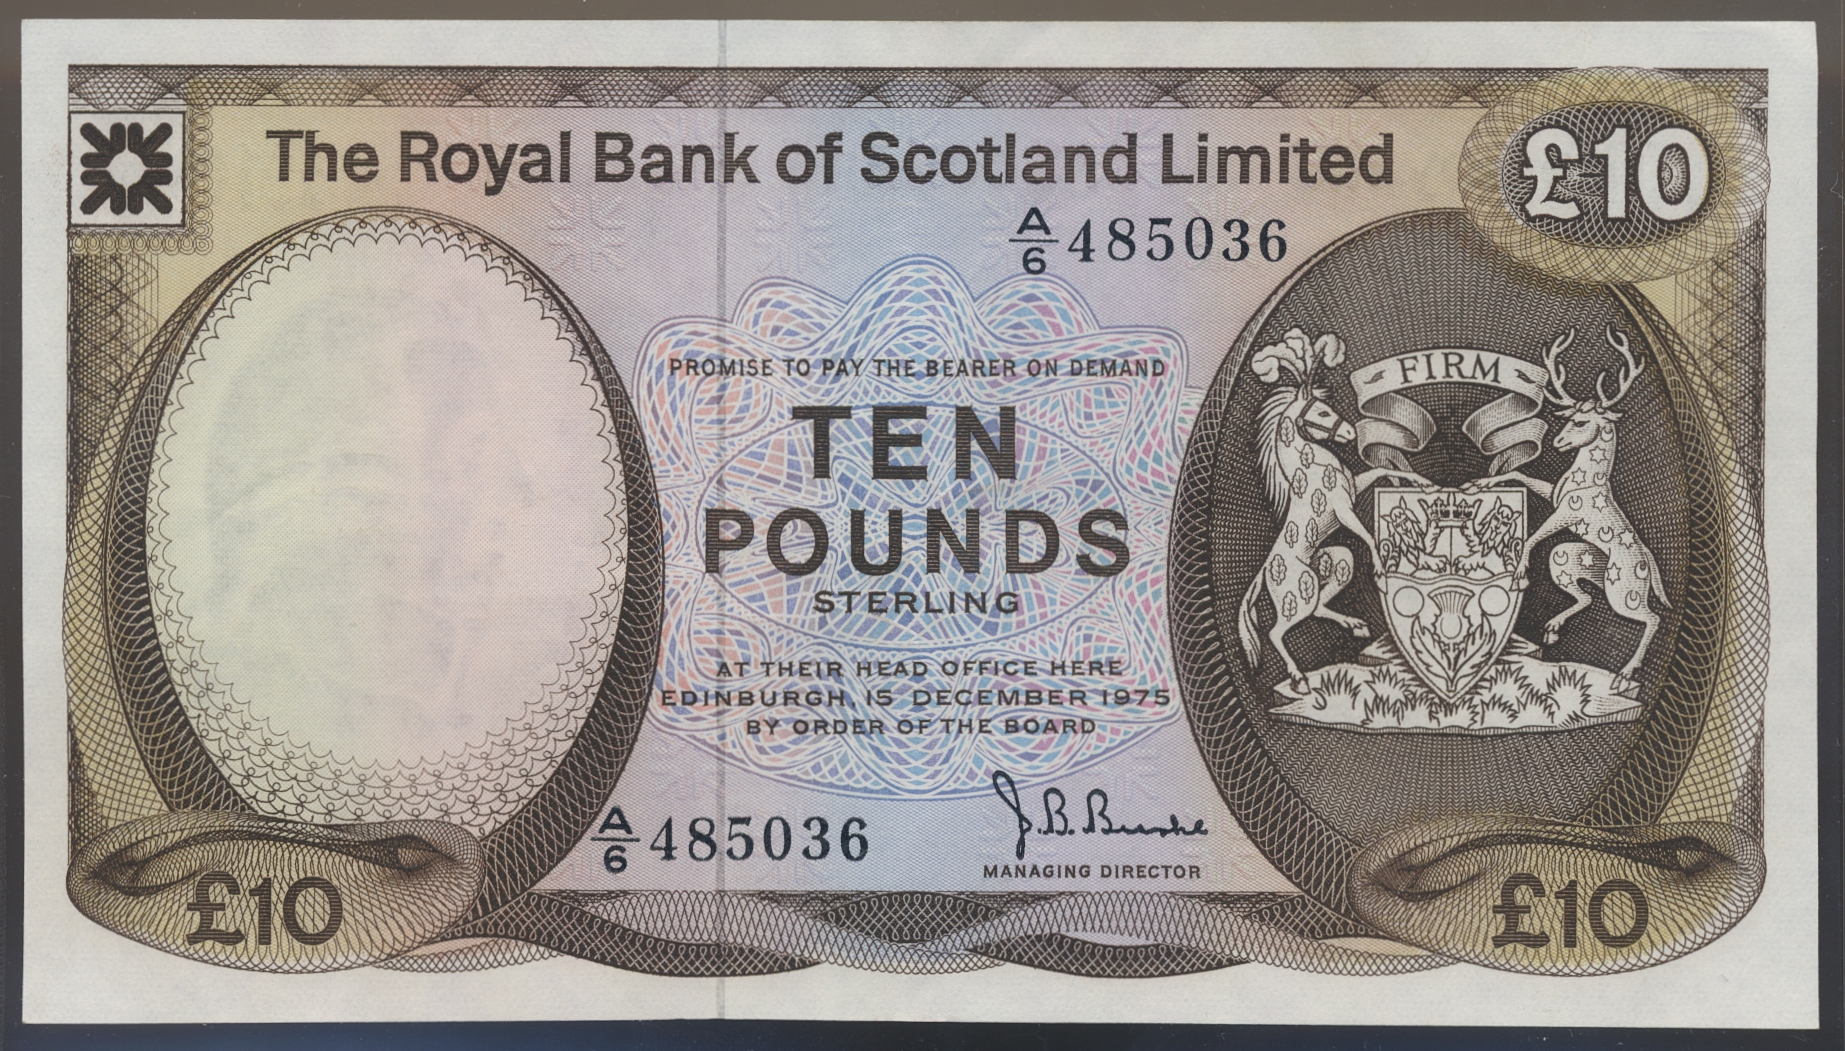 The Royal Bank of Scotland Limited
£10
A/6 485036
FIRM
PROMISE TO PAY THE BEARER ON DEMAND
TEN
POUNDS
STERLING
AT THEIR HEAD OFFICE HERE
EDINBURGH, 15 DECEMBER 1975
BY ORDER OF THE BOARD
A/6 485036
J. B. Burke
MANAGING DIRECTOR
£10
£10